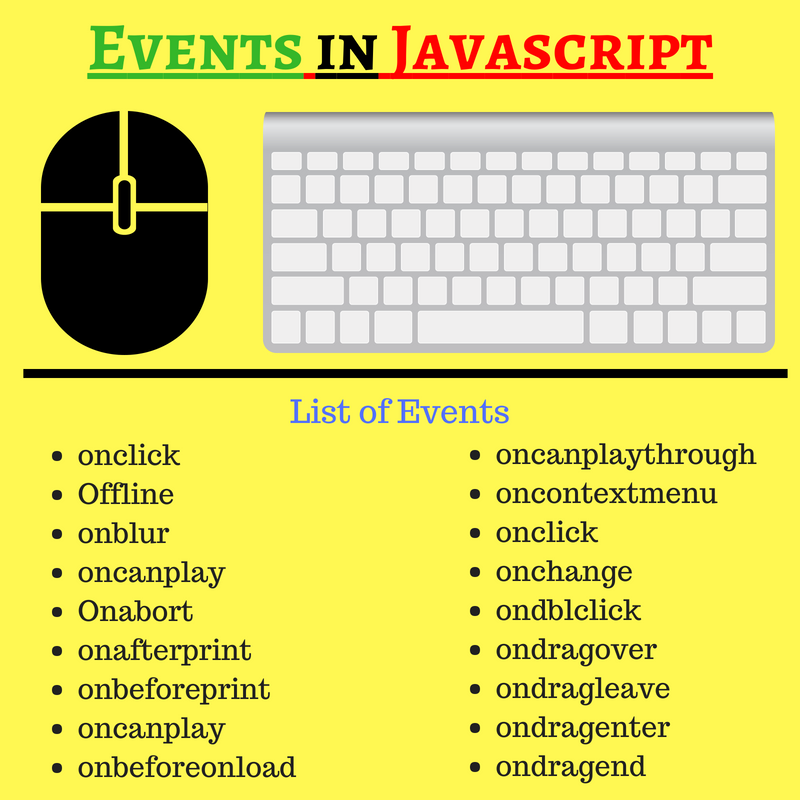 Events in Javascript
List of Events
onclick
Offline
onblur
oncanplay
Onabort
onafterprint
onbeforeprint
oncanplay
onbeforeonload
oncanplaythrough
oncontextmenu
onclick
onchange
ondblclick
ondragover
ondragleave
ondragenter
ondragend